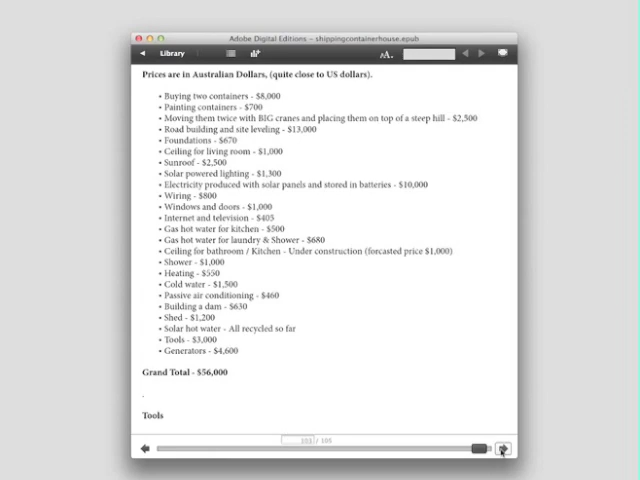 Adobe Digital Editions - shippingcontainerhouse.epub
Library
AA
Prices are in Australian Dollars, (quite close to US dollars).
• Buying two containers - $8,000
• Painting containers - $700
• Moving them twice with BIG cranes and placing them on top of a steep hill - $2,500
• Road building and site leveling - $13,000
• Foundations - $670
• Ceiling for living room - $1,000
• Sunroof - $2,500
• Solar powered lighting - $1,300
• Electricity produced with solar panels and stored in batteries - $10,000
• Wiring - $800
• Windows and doors - $1,000
• Internet and television - $405
• Gas hot water for kitchen - $500
• Gas hot water for laundry & Shower - $680
• Ceiling for bathroom / Kitchen - Under construction (forcasted price $1,000)
• Shower - $1,000
• Heating - $550
• Cold water - $1,500
• Passive air conditioning - $460
• Building a dam - $630
• Shed - $1,200
• Solar hot water - All recycled so far
• Tools - $3,000
• Generators - $4,600
Grand Total - $56,000
.
Tools
103 / 105